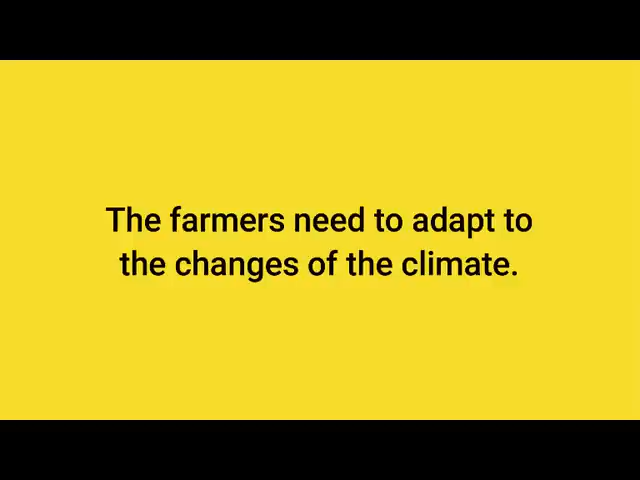 The farmers need to adapt to
the changes of the climate.